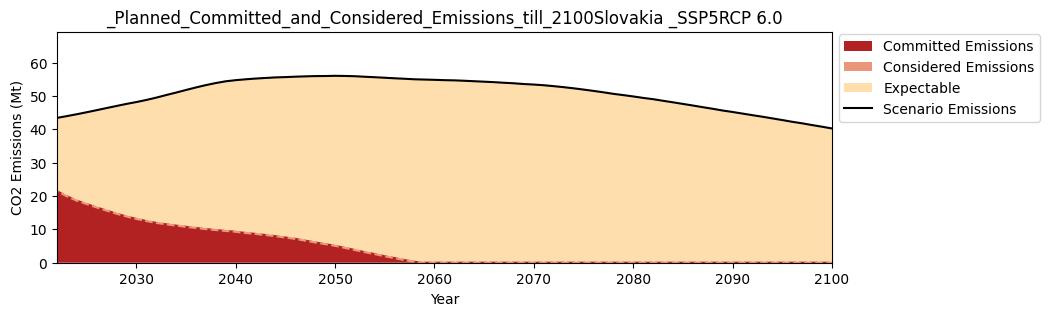 _Planned_Committed_and_Considered_Emissions_till_2100Slovakia _SSP5RCP 6.0
Committed Emissions
Considered Emissions
Expectable
Scenario Emissions
CO2 Emissions (Mt)
60
50
40
30
20
10
0
2030 2040 2050 2060 2070 2080 2090 2100
Year